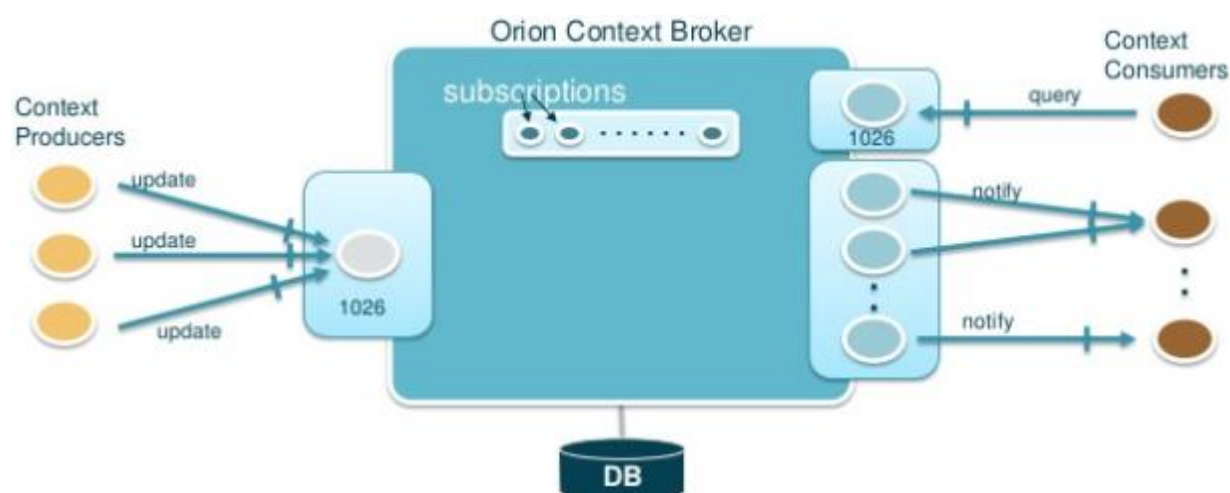 Orion Context Broker
Context
Producers
update
update
update
1026
subscriptions
1026
query
notify
notify
Context
Consumers
DB